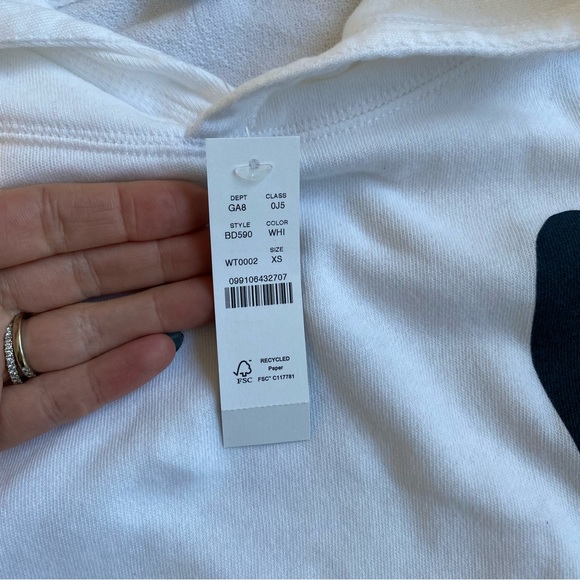 DEPT CLASS
GA8 0J5
STYLE COLOR
BD590 WHI
SIZE
WT0002 XS
099106432707
RECYCLED
Paper
FSC FSC® C117781